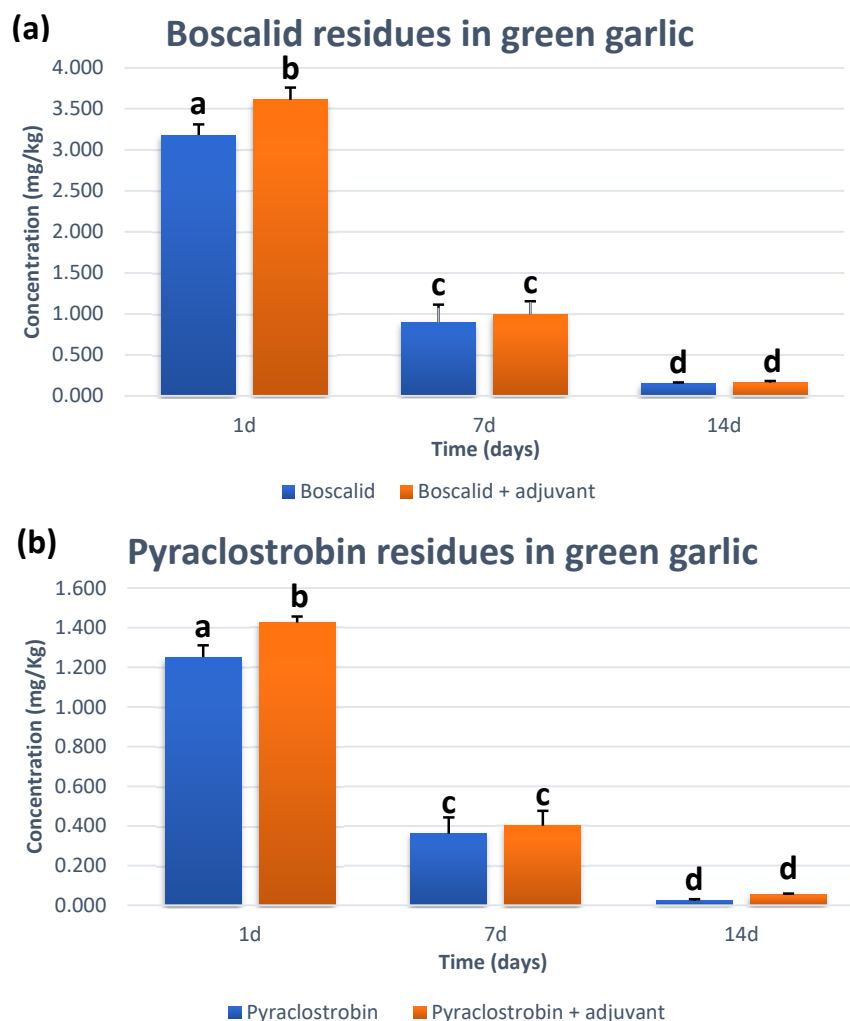 (a)
Boscalid residues in green garlic
Concentration (mg/kg)
4.000
3.500
3.000
2.500
2.000
1.500
1.000
0.500
0.000
a
b
c
c
d
d
1d
7d
14d
Time (days)
Boscalid
Boscalid + adjuvant
(b)
Pyraclostrobin residues in green garlic
Concentration (mg/Kg)
1.600
1.400
1.200
1.000
0.800
0.600
0.400
0.200
0.000
a
b
c
c
d
d
1d
7d
14d
Time (days)
Pyraclostrobin
Pyraclostrobin + adjuvant